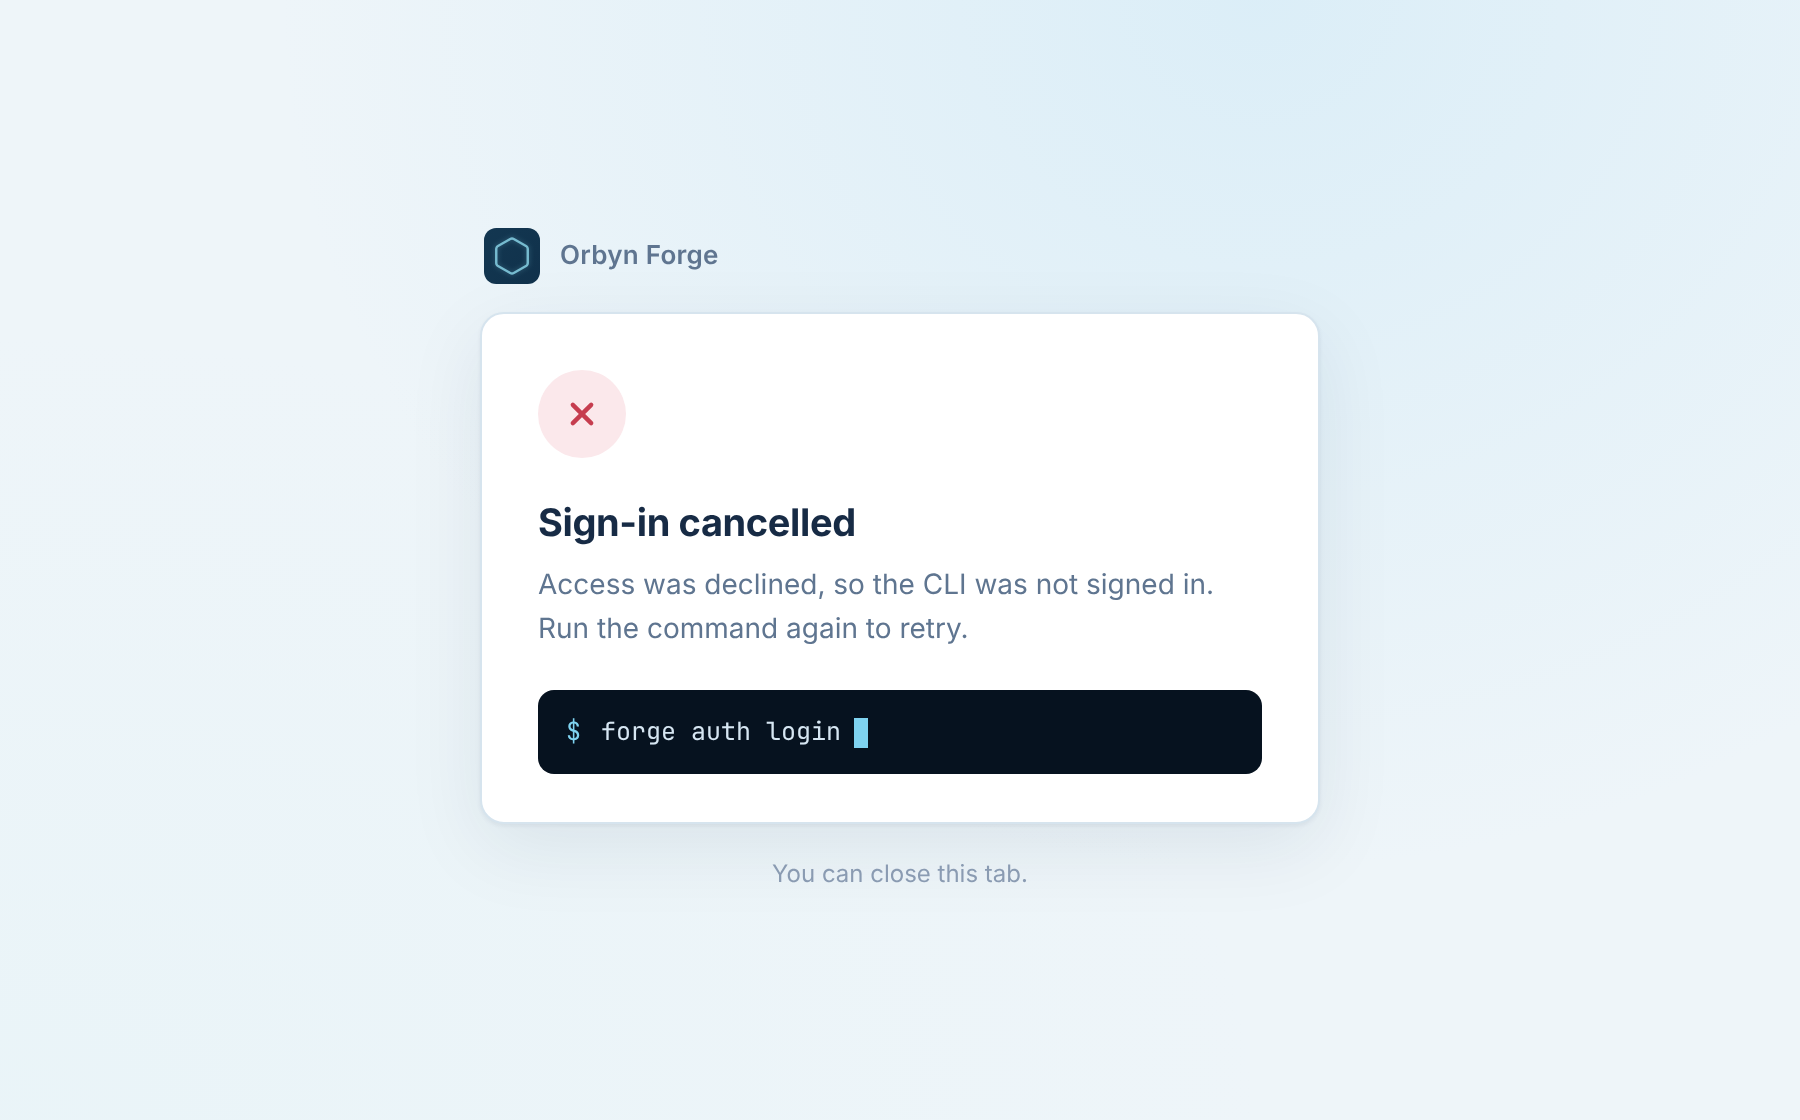 Orbyn Forge
Sign-in cancelled
Access was declined, so the CLI was not signed in.
Run the command again to retry.
$ forge auth login
You can close this tab.